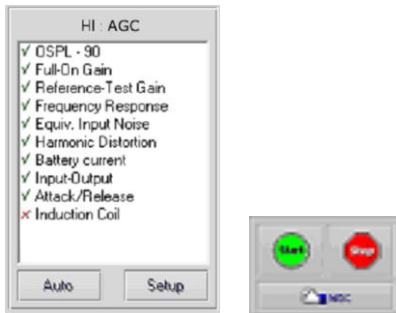 HI : AGC
OSPL - 90
Full-On Gain
Reference-Test Gain
Frequency Response
Equiv. Input Noise
Harmonic Distortion
Battery current
Input-Output
Attack/Release
Induction Coil
Auto Setup
Start Stop
AGC